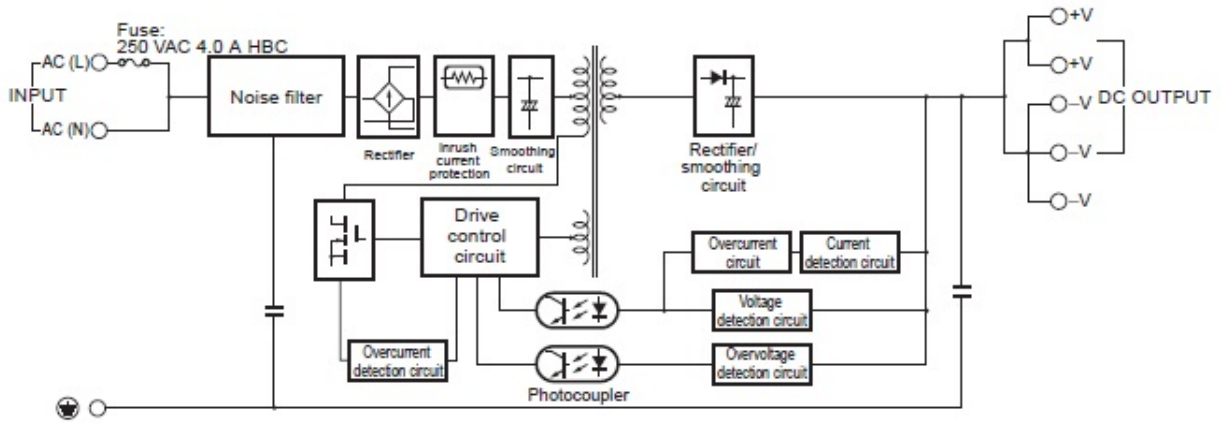 Fuse:
250 VAC 4.0 A HBC
AC (L)
INPUT
AC (N)
Noise filter
Rectifier
Inrush
current
protection
Smoothing
circuit
Rectifier/
smoothing
circuit
+V
+V
–V
DC OUTPUT
–V
–V
Drive
control
circuit
Overcurrent
circuit
Current
detection circuit
Voltage
detection circuit
Overcurrent
detection circuit
Overvoltage
detection circuit
Photocoupler